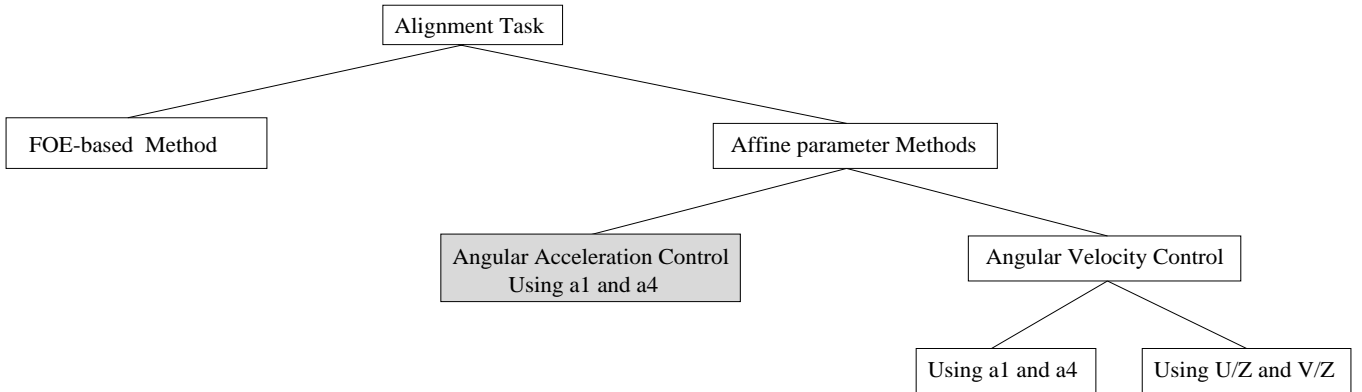 Alignment Task
FOE-based Method
Affine parameter Methods
Angular Acceleration Control
Using a1 and a4
Angular Velocity Control
Using a1 and a4
Using U/Z and V/Z